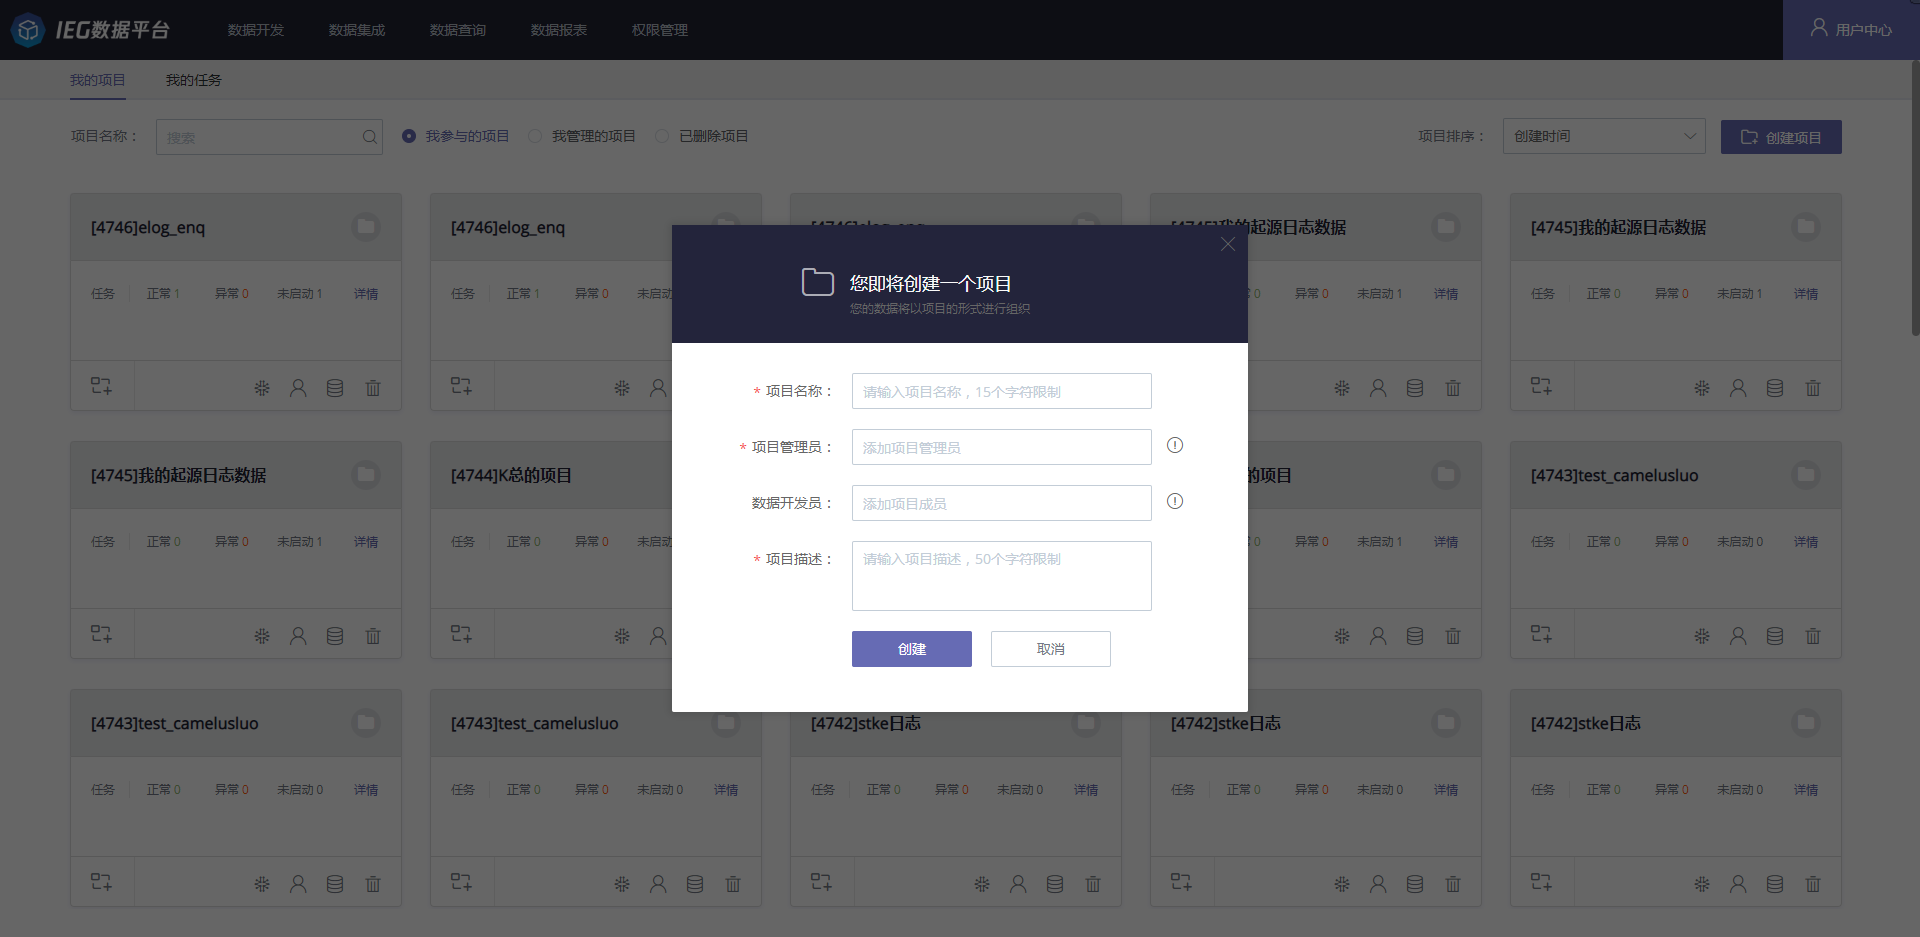 IEG数据平台 数据开发 数据集成 数据查询 数据报表 权限管理 用户中心
我的项目 我的任务
项目名称： 搜索 我参与的项目 我管理的项目 已删除项目 项目排序： 创建时间 创建项目
[4746]elog_enq [4746]elog_enq [4745]我的起源日志数据 [4745]我的起源日志数据
任务 正常 1 异常 0 未启动 1 详情 任务 正常 1 异常 0 未启动 0 异常 0 未启动 1 详情 任务 正常 0 异常 0 未启动 1 详情
您即将创建一个项目
您的数据将以项目的形式进行组织
* 项目名称： 请输入项目名称，15个字符限制
* 项目管理员： 添加项目管理员
数据开发员： 添加项目成员
* 项目描述： 请输入项目描述，50个字符限制
创建 取消
[4745]我的起源日志数据 [4744]K总的项目 的项目 [4743]test_camelusluo
任务 正常 0 异常 0 未启动 1 详情 任务 正常 0 异常 0 未启动 0 异常 0 未启动 1 详情 任务 正常 0 异常 0 未启动 0 详情
[4743]test_camelusluo [4743]test_camelusluo [4742]stke日志 [4742]stke日志 [4742]stke日志
任务 正常 0 异常 0 未启动 0 详情 任务 正常 0 异常 0 未启动 0 详情 任务 正常 0 异常 0 未启动 0 详情 任务 正常 0 异常 0 未启动 0 详情 任务 正常 0 异常 0 未启动 0 详情